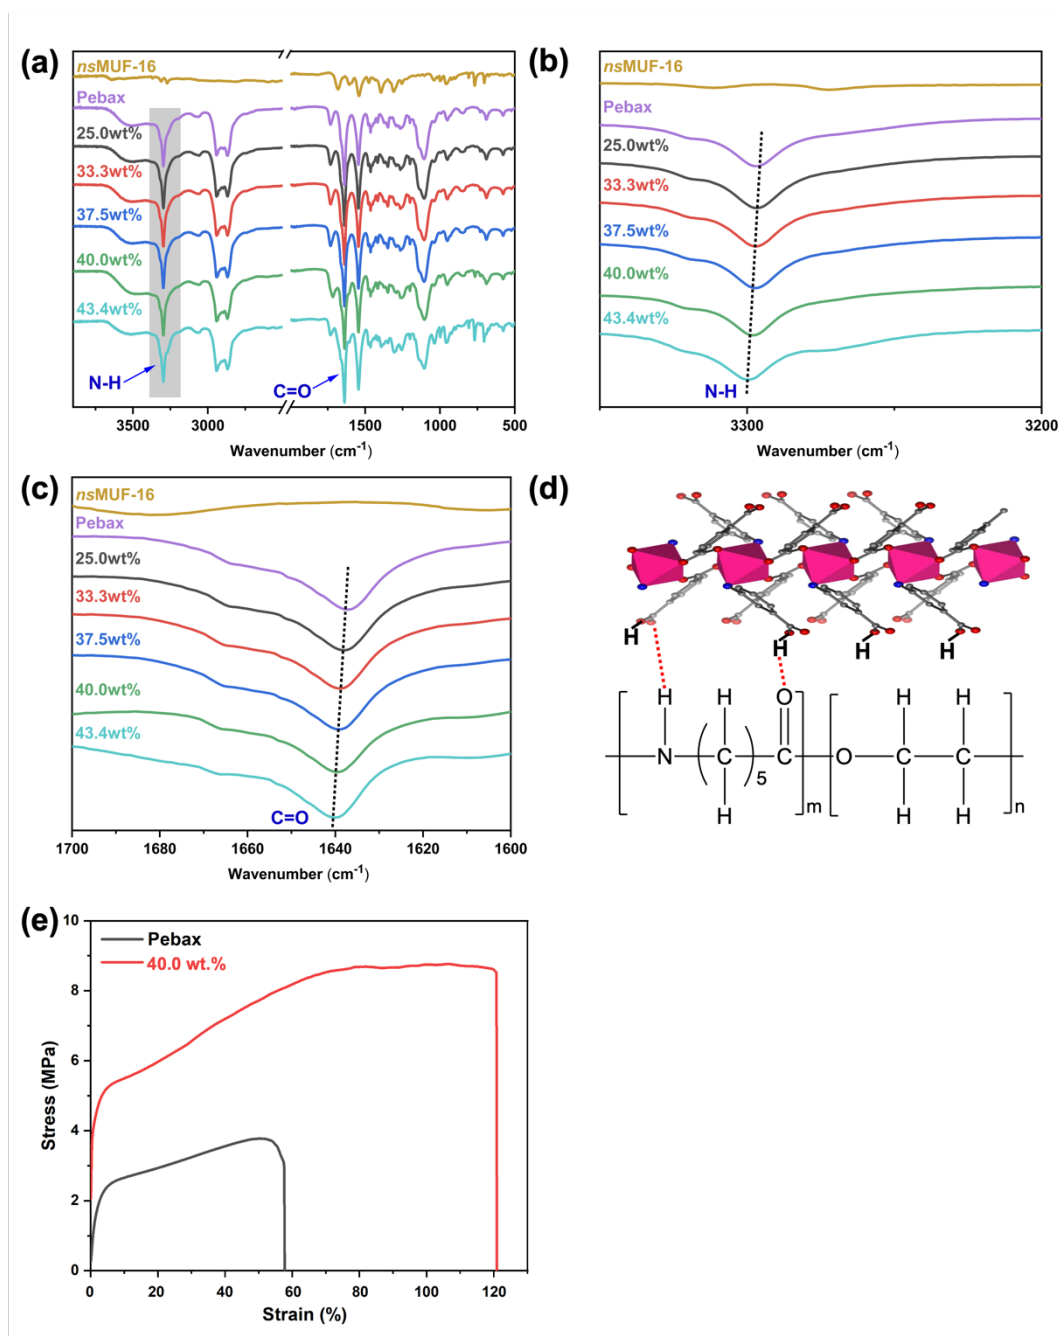 (a)
nsMUF-16
Pebax
25.0wt%
33.3wt%
37.5wt%
40.0wt%
43.4wt%
N-H
C=O
3500 3000 1500 1000 500
Wavenumber (cm⁻¹)
(b)
nsMUF-16
Pebax
25.0wt%
33.3wt%
37.5wt%
40.0wt%
43.4wt%
N-H
3300 3200
Wavenumber (cm⁻¹)
(c)
nsMUF-16
Pebax
25.0wt%
33.3wt%
37.5wt%
40.0wt%
43.4wt%
C=O
1700 1680 1660 1640 1620 1600
Wavenumber (cm⁻¹)
(d)
H H H H
H H O H H
N C 5 C m O C C n
H H H
(e)
Pebax
40.0 wt.%
10
8
6
4
2
0
Stress (MPa)
0 20 40 60 80 100 120
Strain (%)